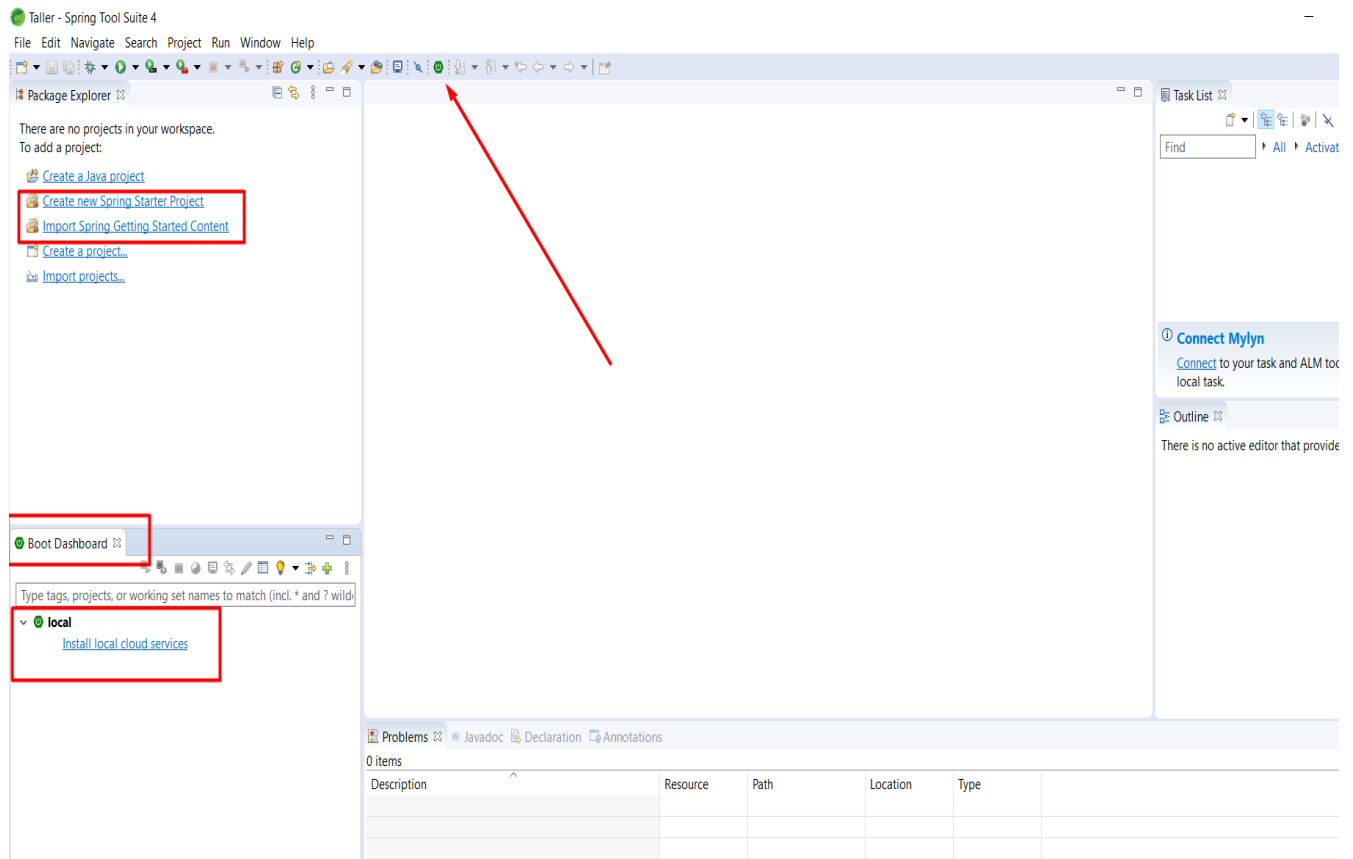 Taller - Spring Tool Suite 4
File Edit Navigate Search Project Run Window Help
Package Explorer
There are no projects in your workspace.
To add a project:
Create a Java project
Create new Spring Starter Project
Import Spring Getting Started Content
Create a project...
Import projects...
Boot Dashboard
Type tags, projects, or working set names to match (incl. * and ? wild
local
Install local cloud services
Problems Javadoc Declaration Annotations
0 items
Description Resource Path Location Type
Task List
Find All Activat
Connect Mylyn
Connect to your task and ALM too
local task.
Outline
There is no active editor that provide